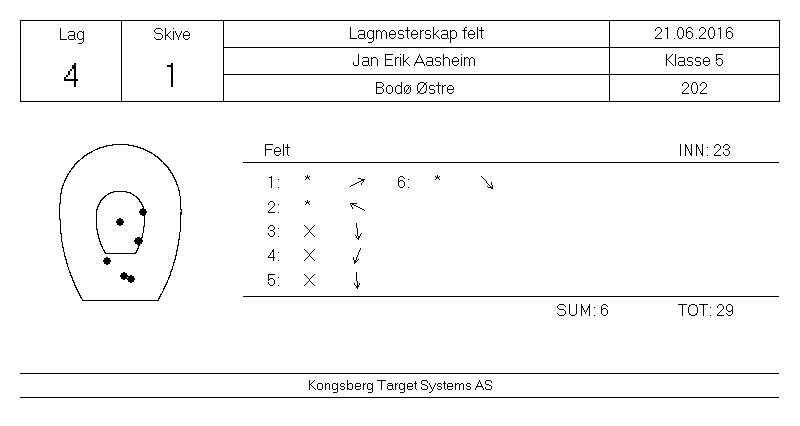 Lag Skive Lagmesterskap felt 21.06.2016
4 1 Jan Erik Aasheim Klasse 5
Bodø Østre 202
Felt INN: 23
1: * ↗ 6: * ↘
2: * ↖
3: X ↓
4: X ↙
5: X ↓
SUM: 6 TOT: 29
Kongsberg Target Systems AS